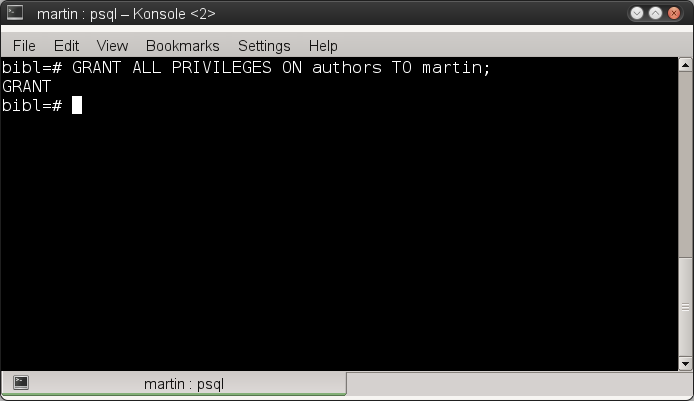 martin : psql – Konsole <2>
File Edit View Bookmarks Settings Help
bibl=# GRANT ALL PRIVILEGES ON authors TO martin;
GRANT
bibl=#
martin : psql